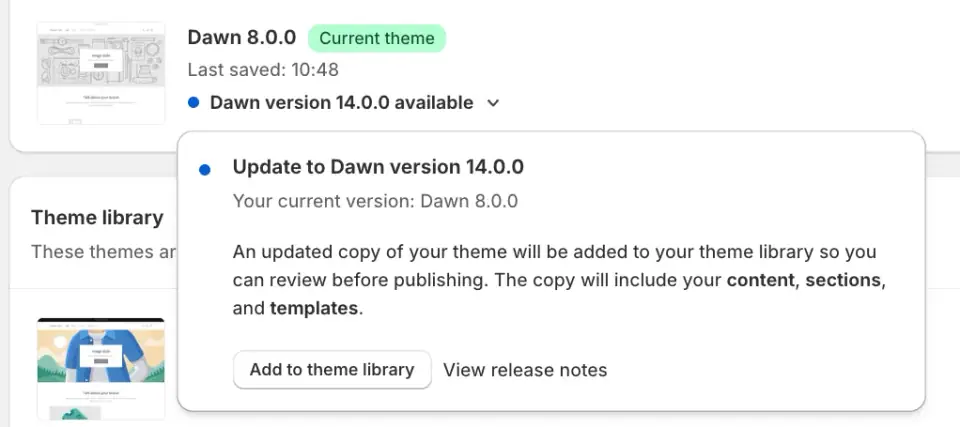 Dawn 8.0.0 Current theme
Last saved: 10:48
Dawn version 14.0.0 available
Update to Dawn version 14.0.0
Your current version: Dawn 8.0.0
An updated copy of your theme will be added to your theme library so you
can review before publishing. The copy will include your content, sections,
and templates.
Add to theme library View release notes
Theme library
These themes ar